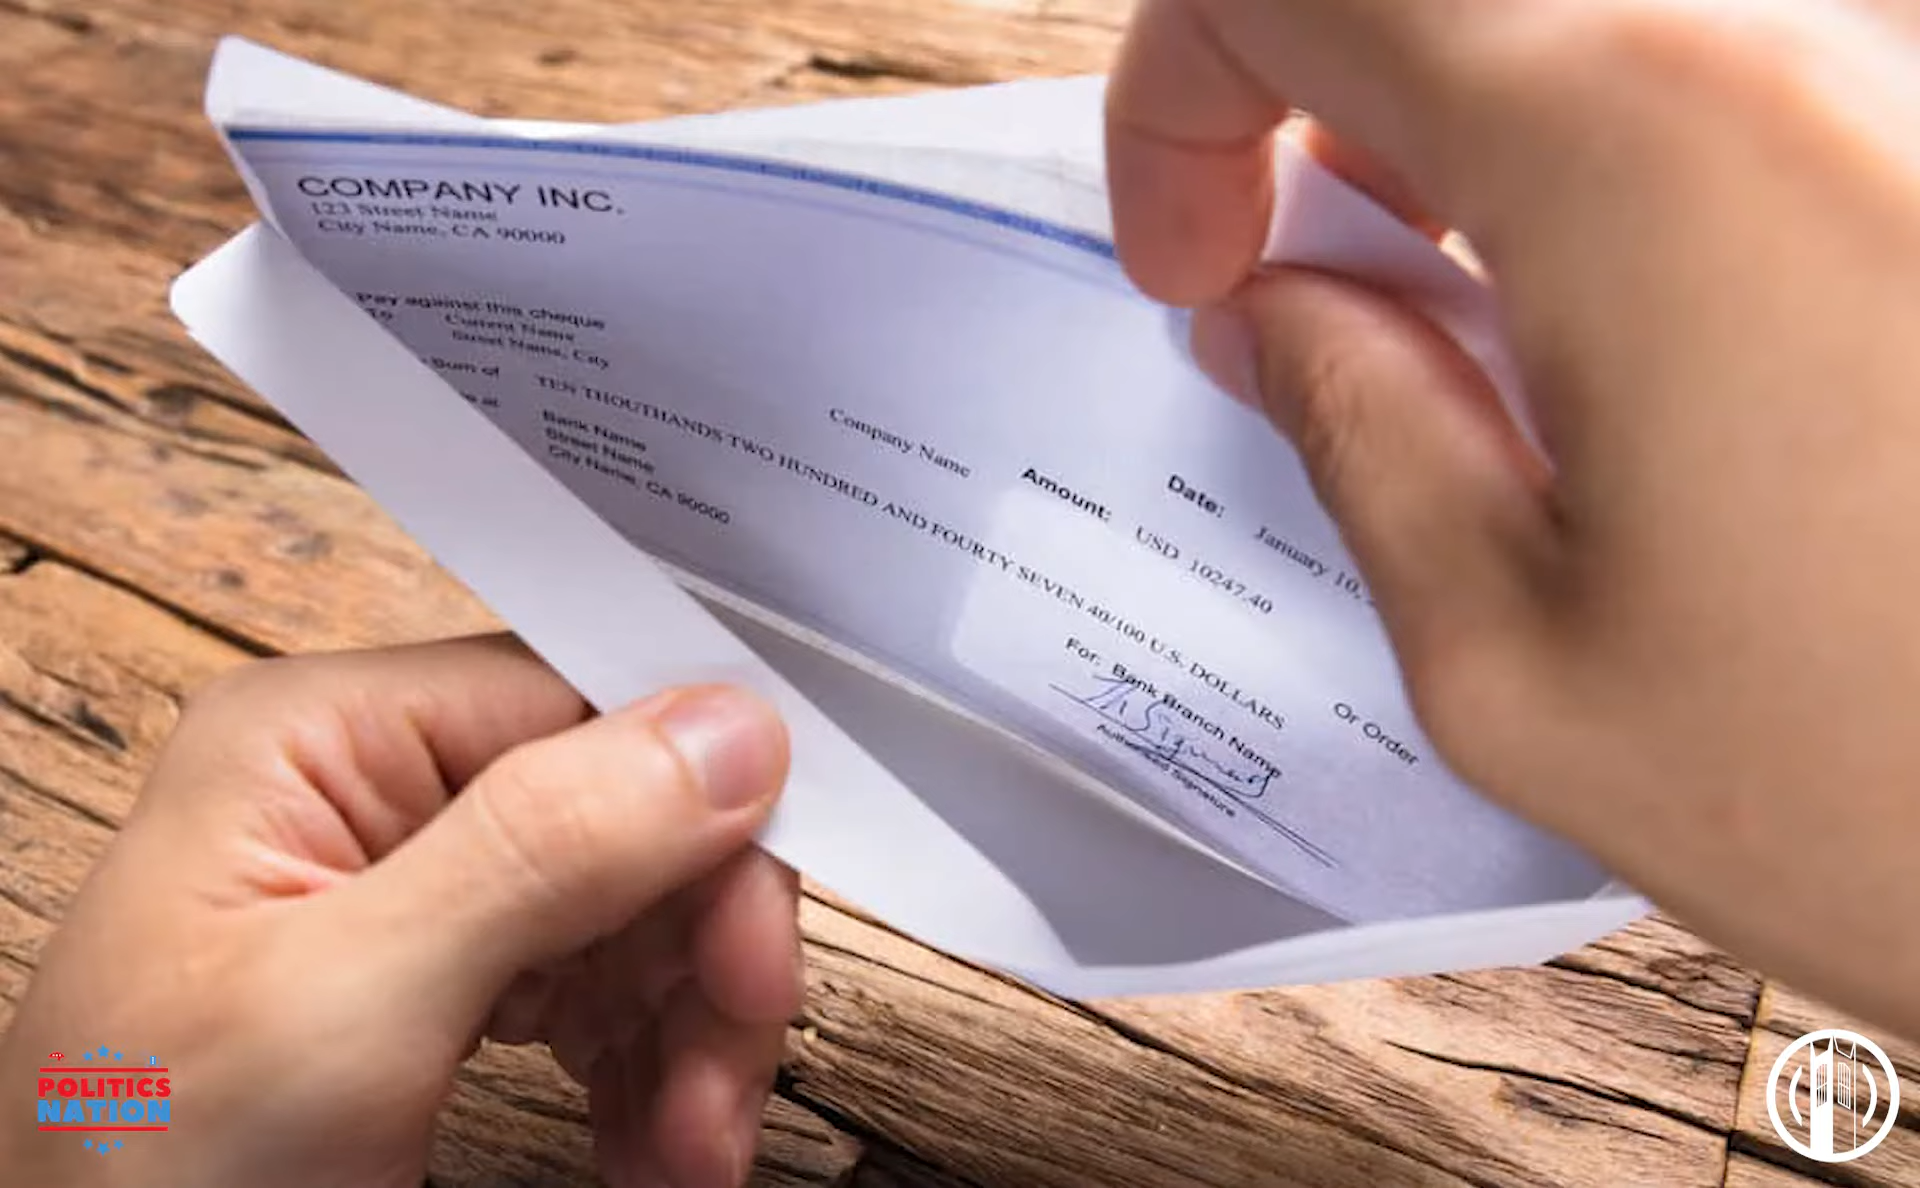 COMPANY INC.
123 Street Name
City Name, CA 90000
Pay against this cheque
To Current Name
Street Name, City
Sum of TEN THOUTHANDS TWO HUNDRED AND FOURTY SEVEN 40/100 U.S. DOLLARS
at Bank Name
Street Name
City Name, CA 90000
Company Name
Date: January 10,
Amount: USD 10247.40
Or Order
For: Bank Branch Name
Authorized Signature
POLITICS
NATION